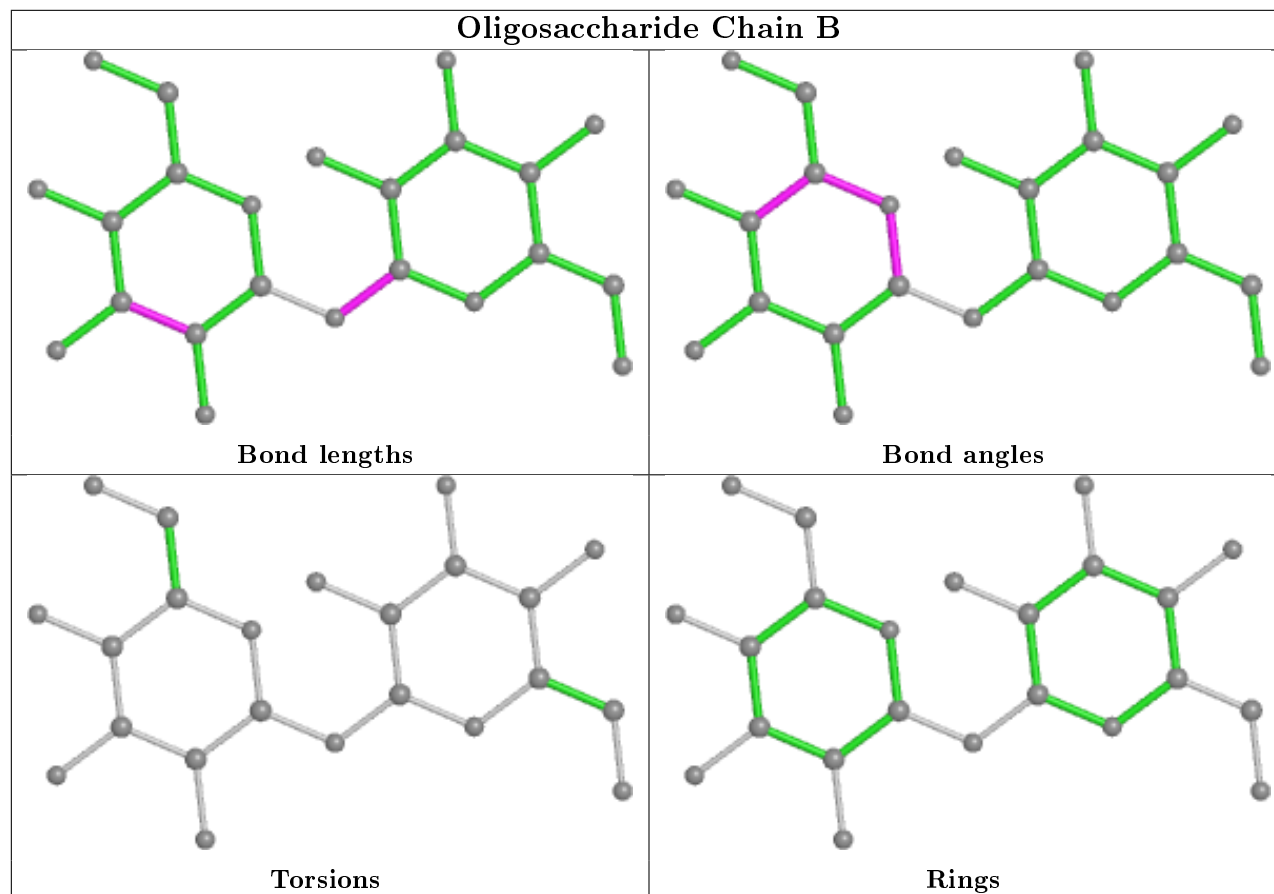 Oligosaccharide Chain B
Bond lengths
Bond angles
Torsions
Rings